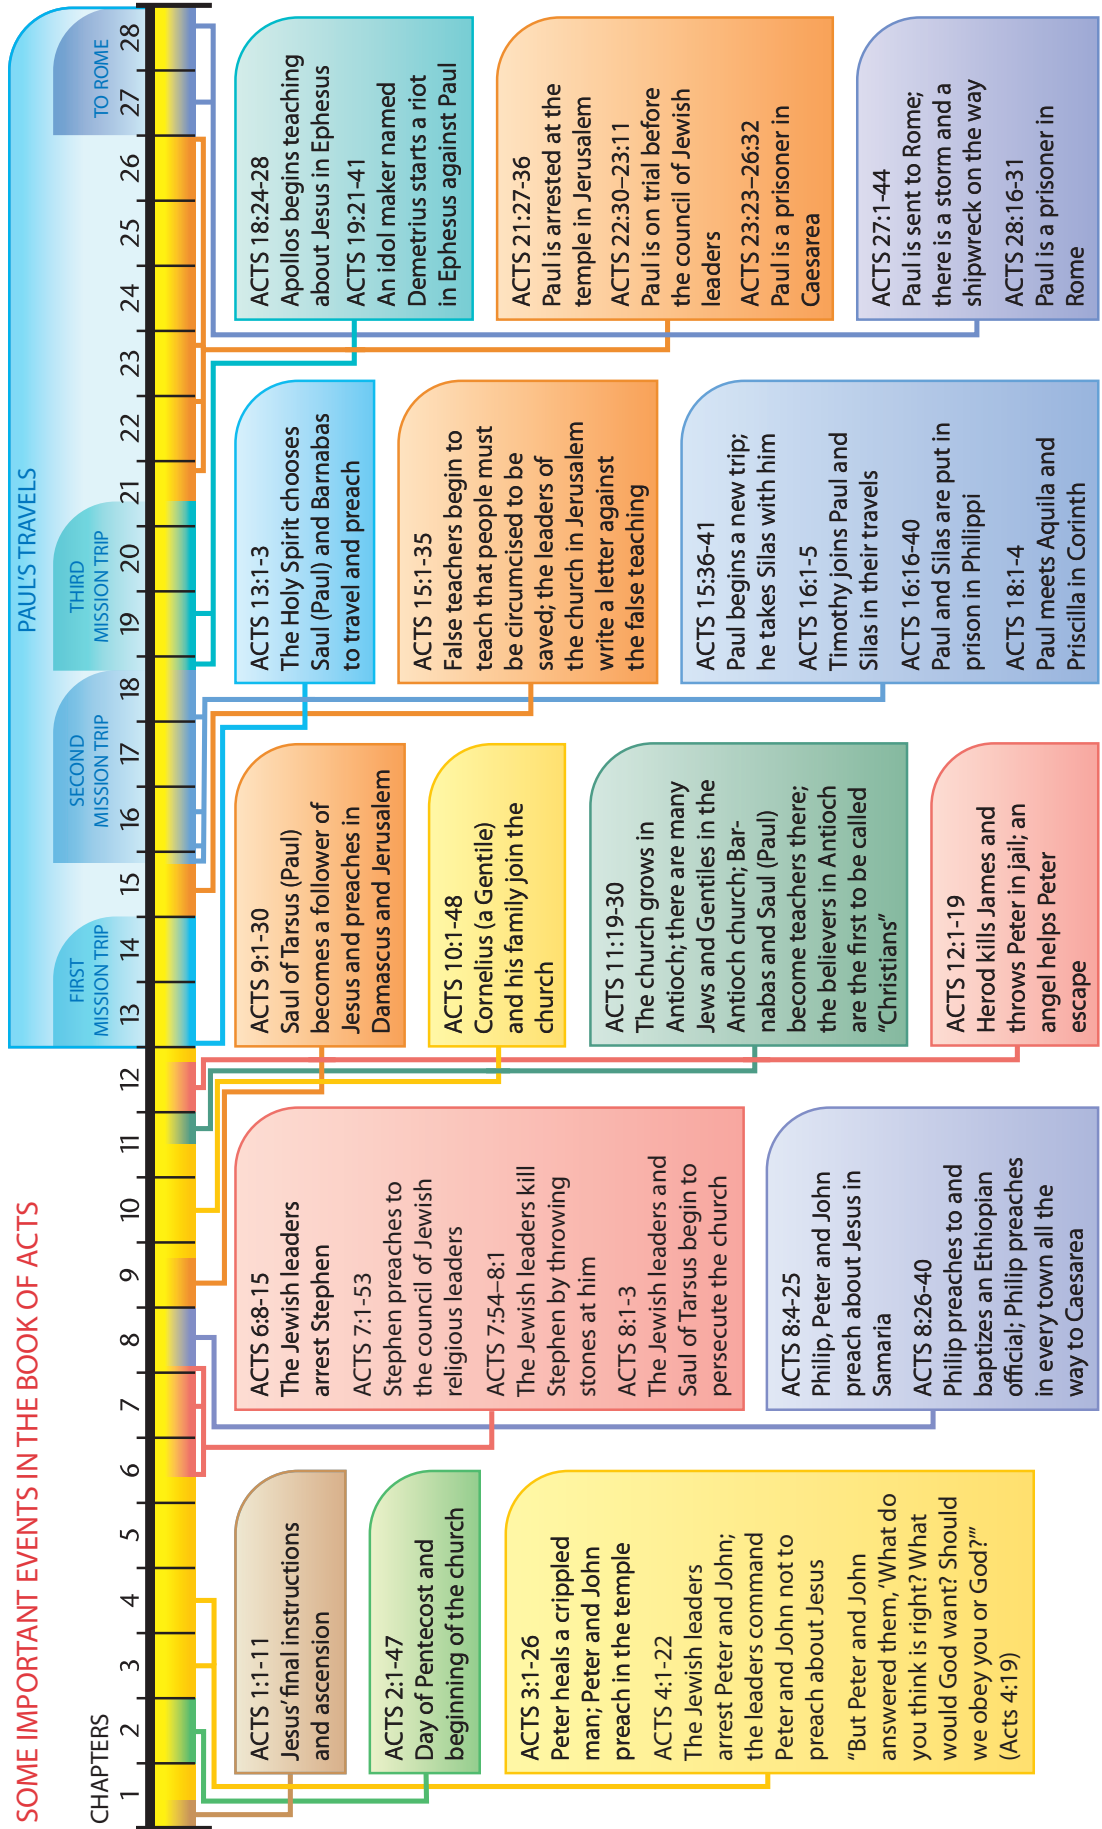 SOME IMPORTANT EVENTS IN THE BOOK OF ACTS
PAUL'S TRAVELS
FIRST
MISSION TRIP
SECOND
MISSION TRIP
THIRD
MISSION TRIP
TO ROME
CHAPTERS
1 2 3 4 5 6 7 8 9 10 11 12 13 14 15 16 17 18 19 20 21 22 23 24 25 26 27 28
ACTS 1:1-11
Jesus' final instructions
and ascension
ACTS 2:1-47
Day of Pentecost and
beginning of the church
ACTS 3:1-26
Peter heals a crippled
man; Peter and John
preach in the temple
ACTS 4:1-22
The Jewish leaders
arrest Peter and John;
the leaders command
Peter and John not to
preach about Jesus
“But Peter and John
answered them, ‘What do
you think is right? What
would God want? Should
we obey you or God?’”
(Acts 4:19)
ACTS 6:8-15
The Jewish leaders
arrest Stephen
ACTS 7:1-53
Stephen preaches to
the council of Jewish
religious leaders
ACTS 7:54–8:1
The Jewish leaders kill
Stephen by throwing
stones at him
ACTS 8:1-3
The Jewish leaders and
Saul of Tarsus begin to
persecute the church
ACTS 8:4-25
Philip, Peter and John
preach about Jesus in
Samaria
ACTS 8:26-40
Philip preaches to and
baptizes an Ethiopian
official; Philip preaches
in every town all the
way to Caesarea
ACTS 9:1-30
Saul of Tarsus (Paul)
becomes a follower of
Jesus and preaches in
Damascus and Jerusalem
ACTS 10:1-48
Cornelius (a Gentile)
and his family join the
church
ACTS 11:19-30
The church grows in
Antioch; there are many
Jews and Gentiles in the
Antioch church; Bar-
nabas and Saul (Paul)
become teachers there;
the believers in Antioch
are the first to be called
“Christians”
ACTS 12:1-19
Herod kills James and
throws Peter in jail; an
angel helps Peter
escape
ACTS 13:1-3
The Holy Spirit chooses
Saul (Paul) and Barnabas
to travel and preach
ACTS 15:1-35
False teachers begin to
teach that people must
be circumcised to be
saved; the leaders of
the church in Jerusalem
write a letter against
the false teaching
ACTS 15:36-41
Paul begins a new trip;
he takes Silas with him
ACTS 16:1-5
Timothy joins Paul and
Silas in their travels
ACTS 16:16-40
Paul and Silas are put in
prison in Philippi
ACTS 18:1-4
Paul meets Aquila and
Priscilla in Corinth
ACTS 18:24-28
Apollos begins teaching
about Jesus in Ephesus
ACTS 19:21-41
An idol maker named
Demetrius starts a riot
in Ephesus against Paul
ACTS 21:27-36
Paul is arrested at the
temple in Jerusalem
ACTS 22:30–23:11
Paul is on trial before
the council of Jewish
leaders
ACTS 23:23–26:32
Paul is a prisoner in
Caesarea
ACTS 27:1-44
Paul is sent to Rome;
there is a storm and a
shipwreck on the way
ACTS 28:16-31
Paul is a prisoner in
Rome